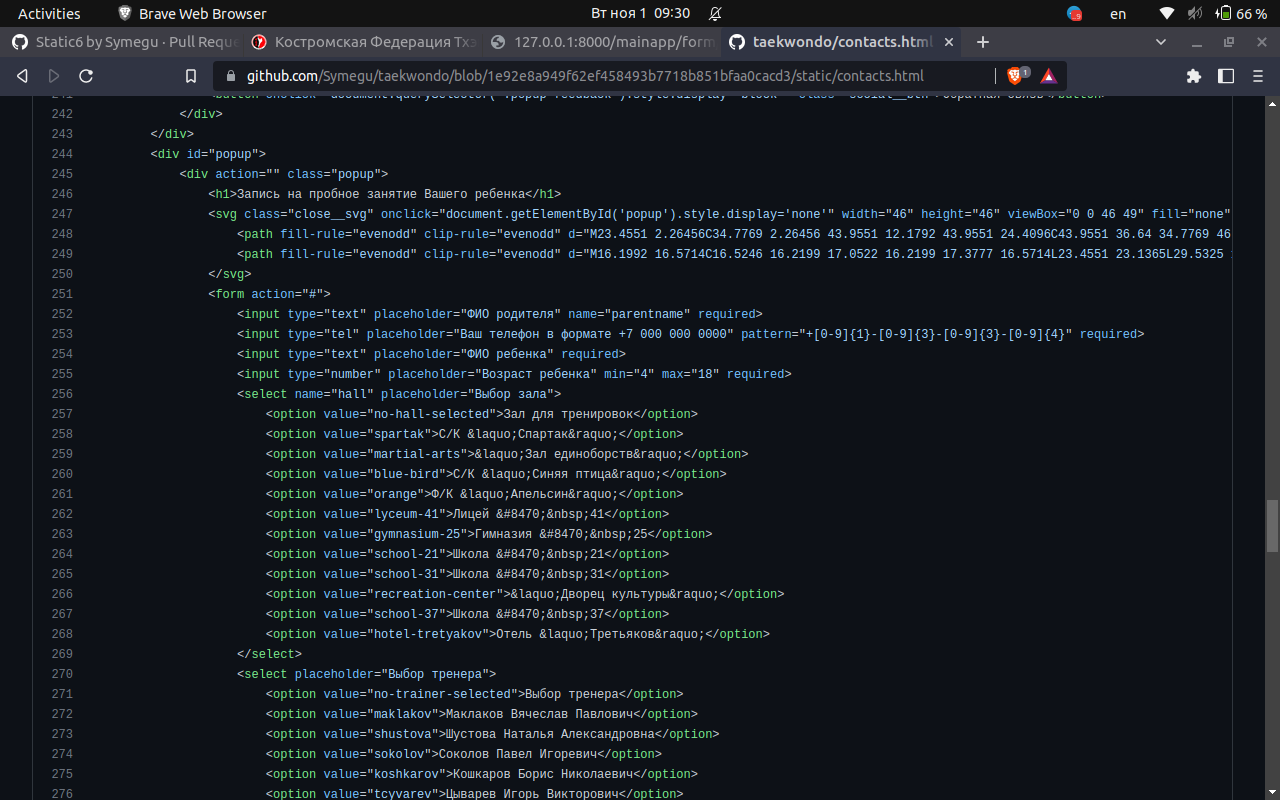 Activities Brave Web Browser Вт ноя 1 09:30 en 66 %
Static6 by Symegu · Pull Reque Костромская Федерация Тхэ 127.0.0.1:8000/mainapp/form taekwondo/contacts.html
github.com/Symegu/taekwondo/blob/1e92e8a949f62ef458493b7718b851bfaa0cacd3/static/contacts.html 1
242 </div>
243 </div>
244 <div id="popup">
245 <div action="" class="popup">
246 <h1>Запись на пробное занятие Вашего ребенка</h1>
247 <svg class="close__svg" onclick="document.getElementById('popup').style.display='none'" width="46" height="46" viewBox="0 0 46 49" fill="none"
248 <path fill-rule="evenodd" clip-rule="evenodd" d="M23.4551 2.26456C34.7769 2.26456 43.9551 12.1792 43.9551 24.4096C43.9551 36.64 34.7769 46
249 <path fill-rule="evenodd" clip-rule="evenodd" d="M16.1992 16.5714C16.5246 16.2199 17.0522 16.2199 17.3777 16.5714L23.4551 23.1365L29.5325
250 </svg>
251 <form action="#">
252 <input type="text" placeholder="ФИО родителя" name="parentname" required>
253 <input type="tel" placeholder="Ваш телефон в формате +7 000 000 0000" pattern="+[0-9]{1}-[0-9]{3}-[0-9]{3}-[0-9]{4}" required>
254 <input type="text" placeholder="ФИО ребенка" required>
255 <input type="number" placeholder="Возраст ребенка" min="4" max="18" required>
256 <select name="hall" placeholder="Выбор зала">
257 <option value="no-hall-selected">Зал для тренировок</option>
258 <option value="spartak">С/К &laquo;Спартак&raquo;</option>
259 <option value="martial-arts">&laquo;Зал единоборств&raquo;</option>
260 <option value="blue-bird">С/К &laquo;Синяя птица&raquo;</option>
261 <option value="orange">Ф/К &laquo;Апельсин&raquo;</option>
262 <option value="lyceum-41">Лицей &#8470;&nbsp;41</option>
263 <option value="gymnasium-25">Гимназия &#8470;&nbsp;25</option>
264 <option value="school-21">Школа &#8470;&nbsp;21</option>
265 <option value="school-31">Школа &#8470;&nbsp;31</option>
266 <option value="recreation-center">&laquo;Дворец культуры&raquo;</option>
267 <option value="school-37">Школа &#8470;&nbsp;37</option>
268 <option value="hotel-tretyakov">Отель &laquo;Третьяков&raquo;</option>
269 </select>
270 <select placeholder="Выбор тренера">
271 <option value="no-trainer-selected">Выбор тренера</option>
272 <option value="maklakov">Маклаков Вячеслав Павлович</option>
273 <option value="shustova">Шустова Наталья Александровна</option>
274 <option value="sokolov">Соколов Павел Игоревич</option>
275 <option value="koshkarov">Кошкаров Борис Николаевич</option>
276 <option value="tcyvarev">Цыварев Игорь Викторович</option>